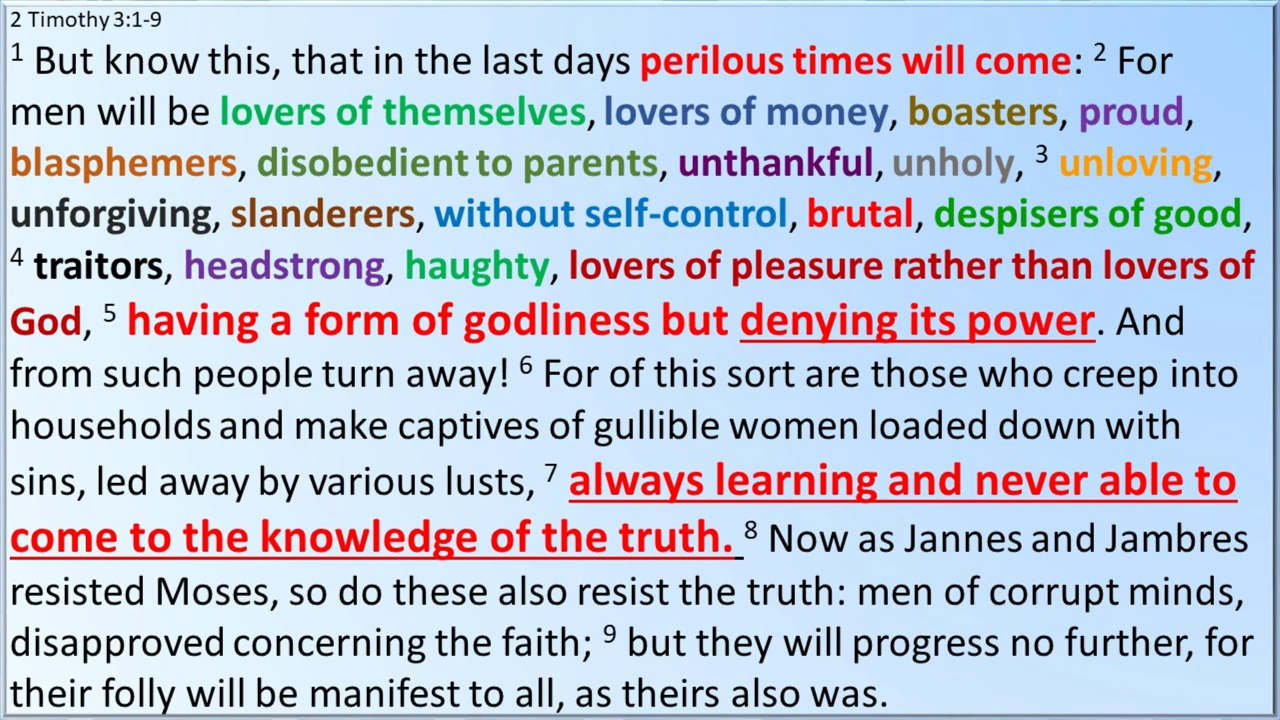 2 Timothy 3:1-9
1 But know this, that in the last days perilous times will come: 2 For
men will be lovers of themselves, lovers of money, boasters, proud,
blasphemers, disobedient to parents, unthankful, unholy, 3 unloving,
unforgiving, slanderers, without self-control, brutal, despisers of good,
4 traitors, headstrong, haughty, lovers of pleasure rather than lovers of
God, 5 having a form of godliness but denying its power. And
from such people turn away! 6 For of this sort are those who creep into
households and make captives of gullible women loaded down with
sins, led away by various lusts, 7 always learning and never able to
come to the knowledge of the truth. 8 Now as Jannes and Jambres
resisted Moses, so do these also resist the truth: men of corrupt minds,
disapproved concerning the faith; 9 but they will progress no further, for
their folly will be manifest to all, as theirs also was.